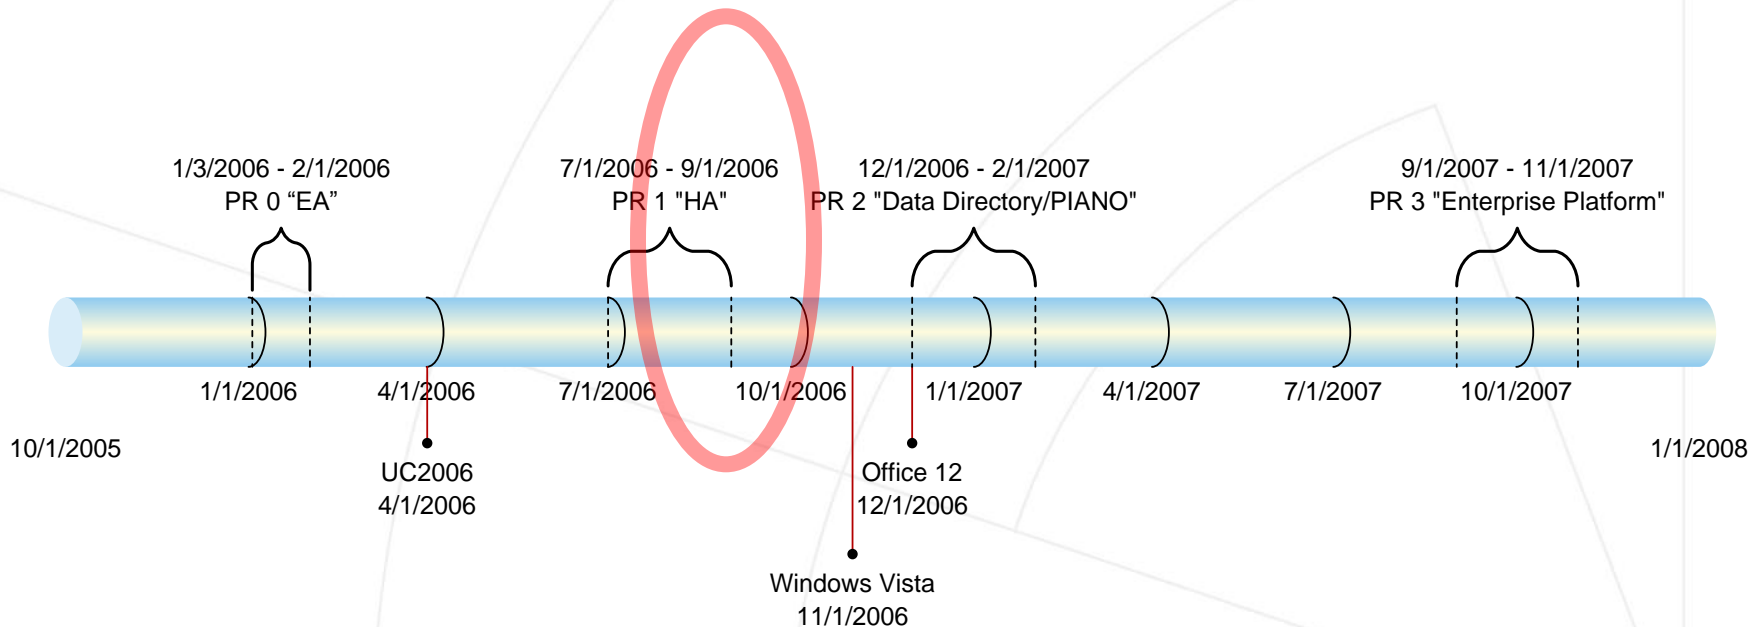 1/3/2006 - 2/1/2006
PR 0 “EA”
7/1/2006 - 9/1/2006
PR 1 "HA"
12/1/2006 - 2/1/2007
PR 2 "Data Directory/PIANO"
9/1/2007 - 11/1/2007
PR 3 "Enterprise Platform"
1/1/2006
4/1/2006
7/1/2006
10/1/2006
1/1/2007
4/1/2007
7/1/2007
10/1/2007
10/1/2005
1/1/2008
UC2006
4/1/2006
Office 12
12/1/2006
Windows Vista
11/1/2006